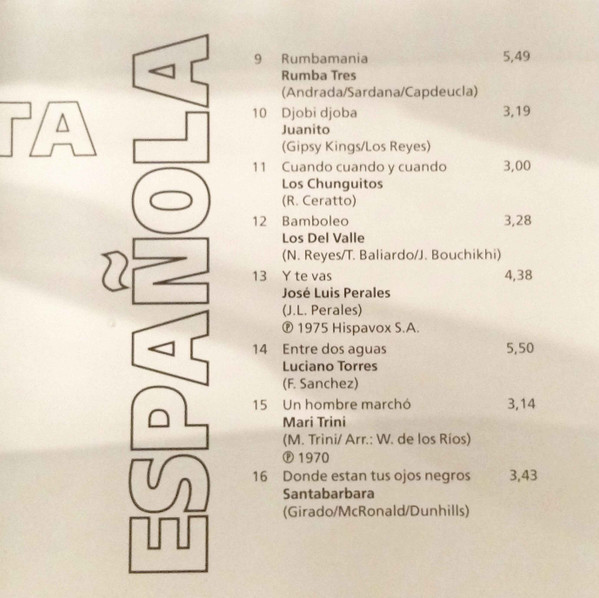 TA
ESPAÑOLA
9 Rumbamania 5,49
Rumba Tres
(Andrada/Sardana/Capdeucla)
10 Djobi djoba 3,19
Juanito
(Gipsy Kings/Los Reyes)
11 Cuando cuando y cuando 3,00
Los Chunguitos
(R. Ceratto)
12 Bamboleo 3,28
Los Del Valle
(N. Reyes/T. Baliardo/J. Bouchikhi)
13 Y te vas 4,38
José Luis Perales
(J.L. Perales)
℗ 1975 Hispavox S.A.
14 Entre dos aguas 5,50
Luciano Torres
(F. Sanchez)
15 Un hombre marchó 3,14
Mari Trini
(M. Trini/ Arr.: W. de los Ríos)
℗ 1970
16 Donde estan tus ojos negros 3,43
Santabarbara
(Girado/McRonald/Dunhills)